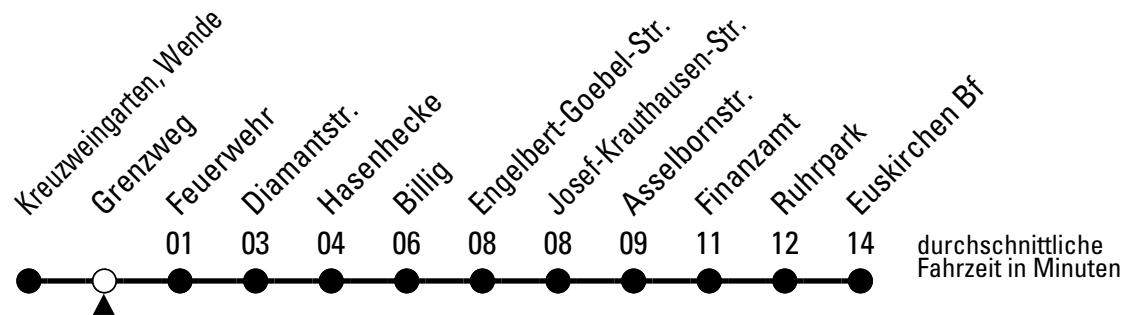 Kreuzweingarten, Wende
Grenzweg
Feuerwehr
Diamantstr.
Hasenhecke
Billig
Engelbert-Goebel-Str.
Josef-Krauthausen-Str.
Asselbornstr.
Finanzamt
Ruhrpark
Euskirchen Bf
01 03 04 06 08 08 09 11 12 14
durchschnittliche
Fahrzeit in Minuten